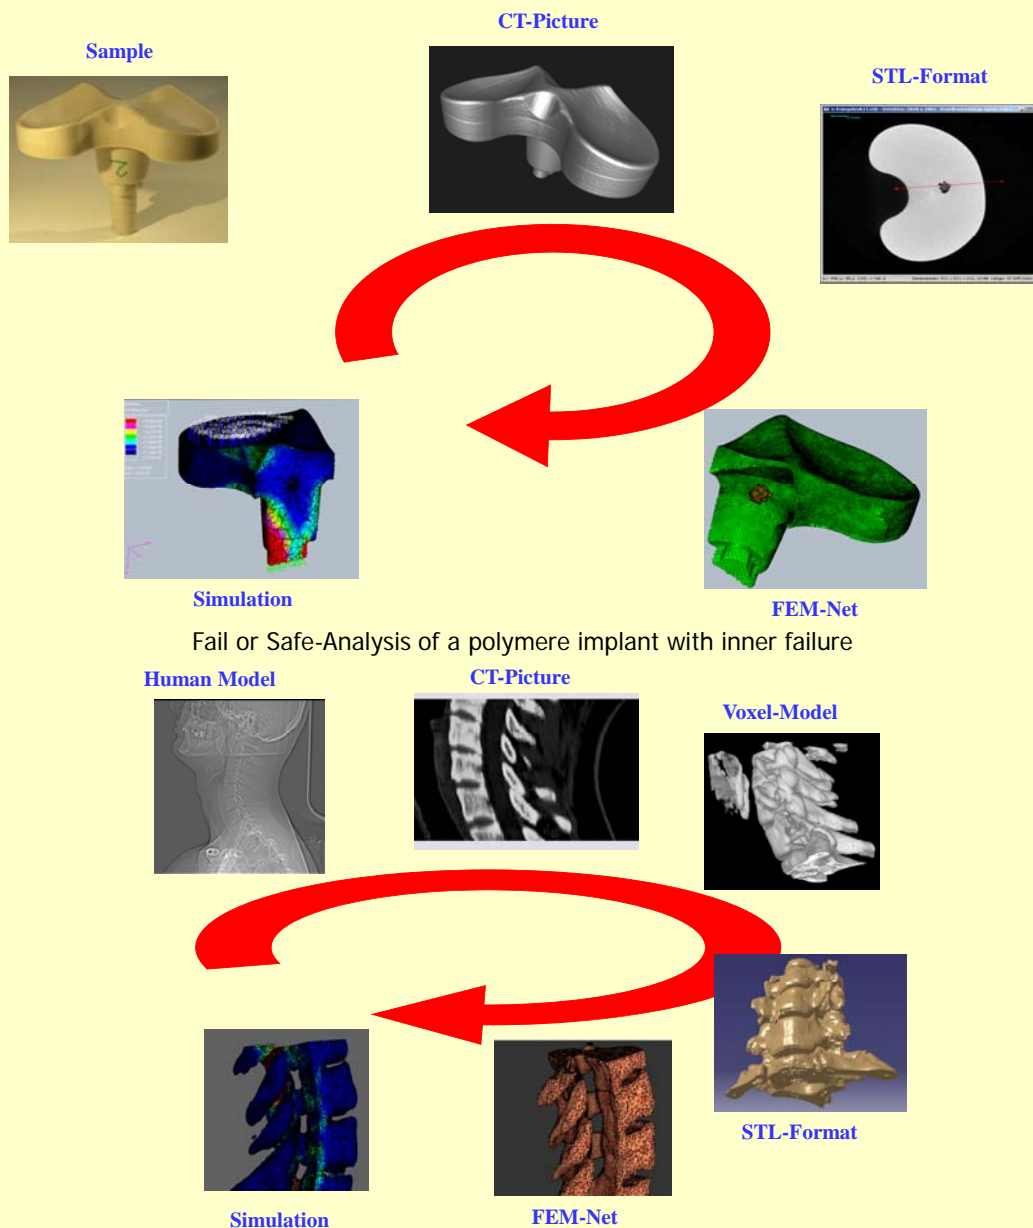 CT-Picture
Sample
STL-Format
2
Simulation
FEM-Net
Fail or Safe-Analysis of a polymere implant with inner failure
Human Model
CT-Picture
Voxel-Model
STL-Format
Simulation
FEM-Net